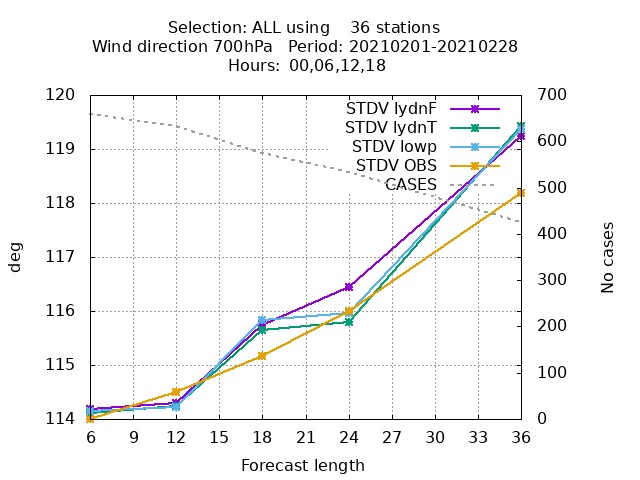 Selection: ALL using    36 stations
Wind direction 700hPa   Period: 20210201-20210228
Hours: 00,06,12,18
120
119
118
117
116
115
114
deg
STDV lydnF
STDV lydnT
STDV lowp
STDV OBS
CASES
700
600
500
400
300
200
100
0
No cases
6 9 12 15 18 21 24 27 30 33 36
Forecast length